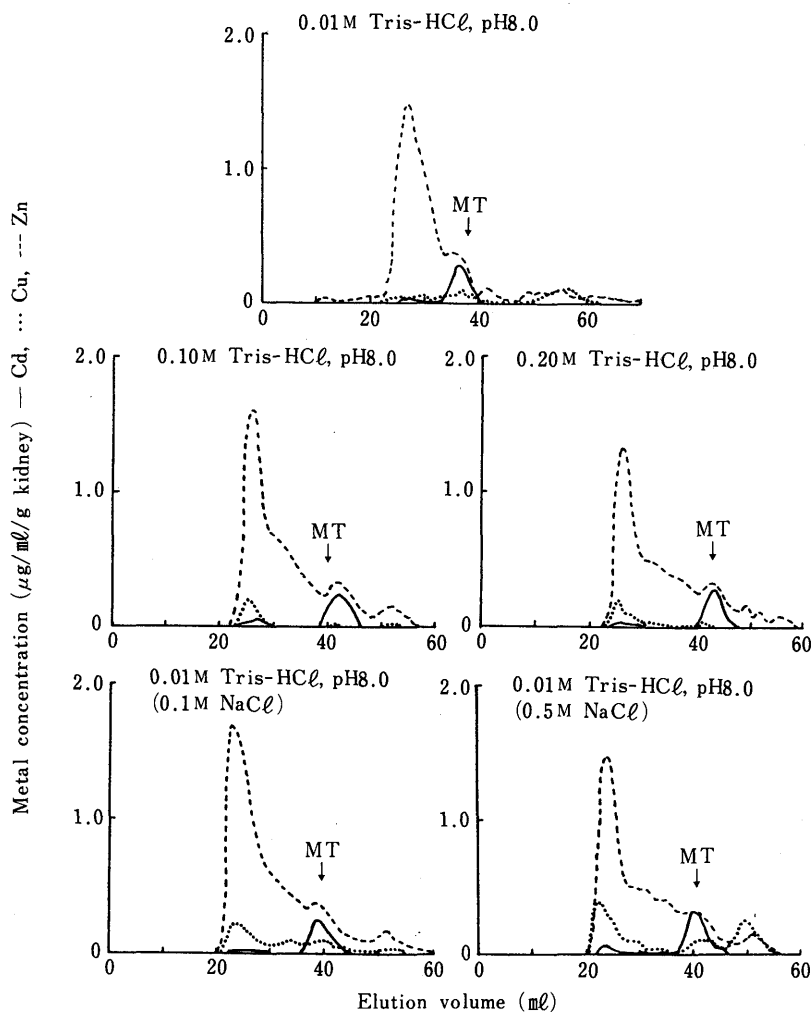 0.01M Tris-HCℓ, pH8.0
2.0
1.0
0
MT
0 20 40 60
Metal concentration (μg/mℓ/g kidney) — Cd, ··· Cu, --- Zn
0.10M Tris-HCℓ, pH8.0
2.0
1.0
0
MT
0 20 40 60
0.20M Tris-HCℓ, pH8.0
2.0
1.0
0
MT
0 20 40 60
0.01M Tris-HCℓ, pH8.0
(0.1M NaCℓ)
2.0
1.0
0
MT
0 20 40 60
0.01M Tris-HCℓ, pH8.0
(0.5M NaCℓ)
2.0
1.0
0
MT
0 20 40 60
Elution volume (mℓ)